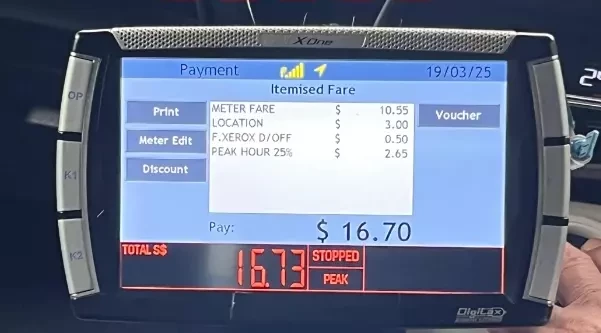 X One
Payment 19/03/25
Itemised Fare
OP
Print
METER FARE $ 10.55
Voucher
LOCATION $ 3.00
Meter Edit
F.XEROX D/OFF $ 0.50
PEAK HOUR 25% $ 2.65
Discount
K1
Pay: $ 16.70
K2
TOTAL S$ 16.73 STOPPED
PEAK
Digitax